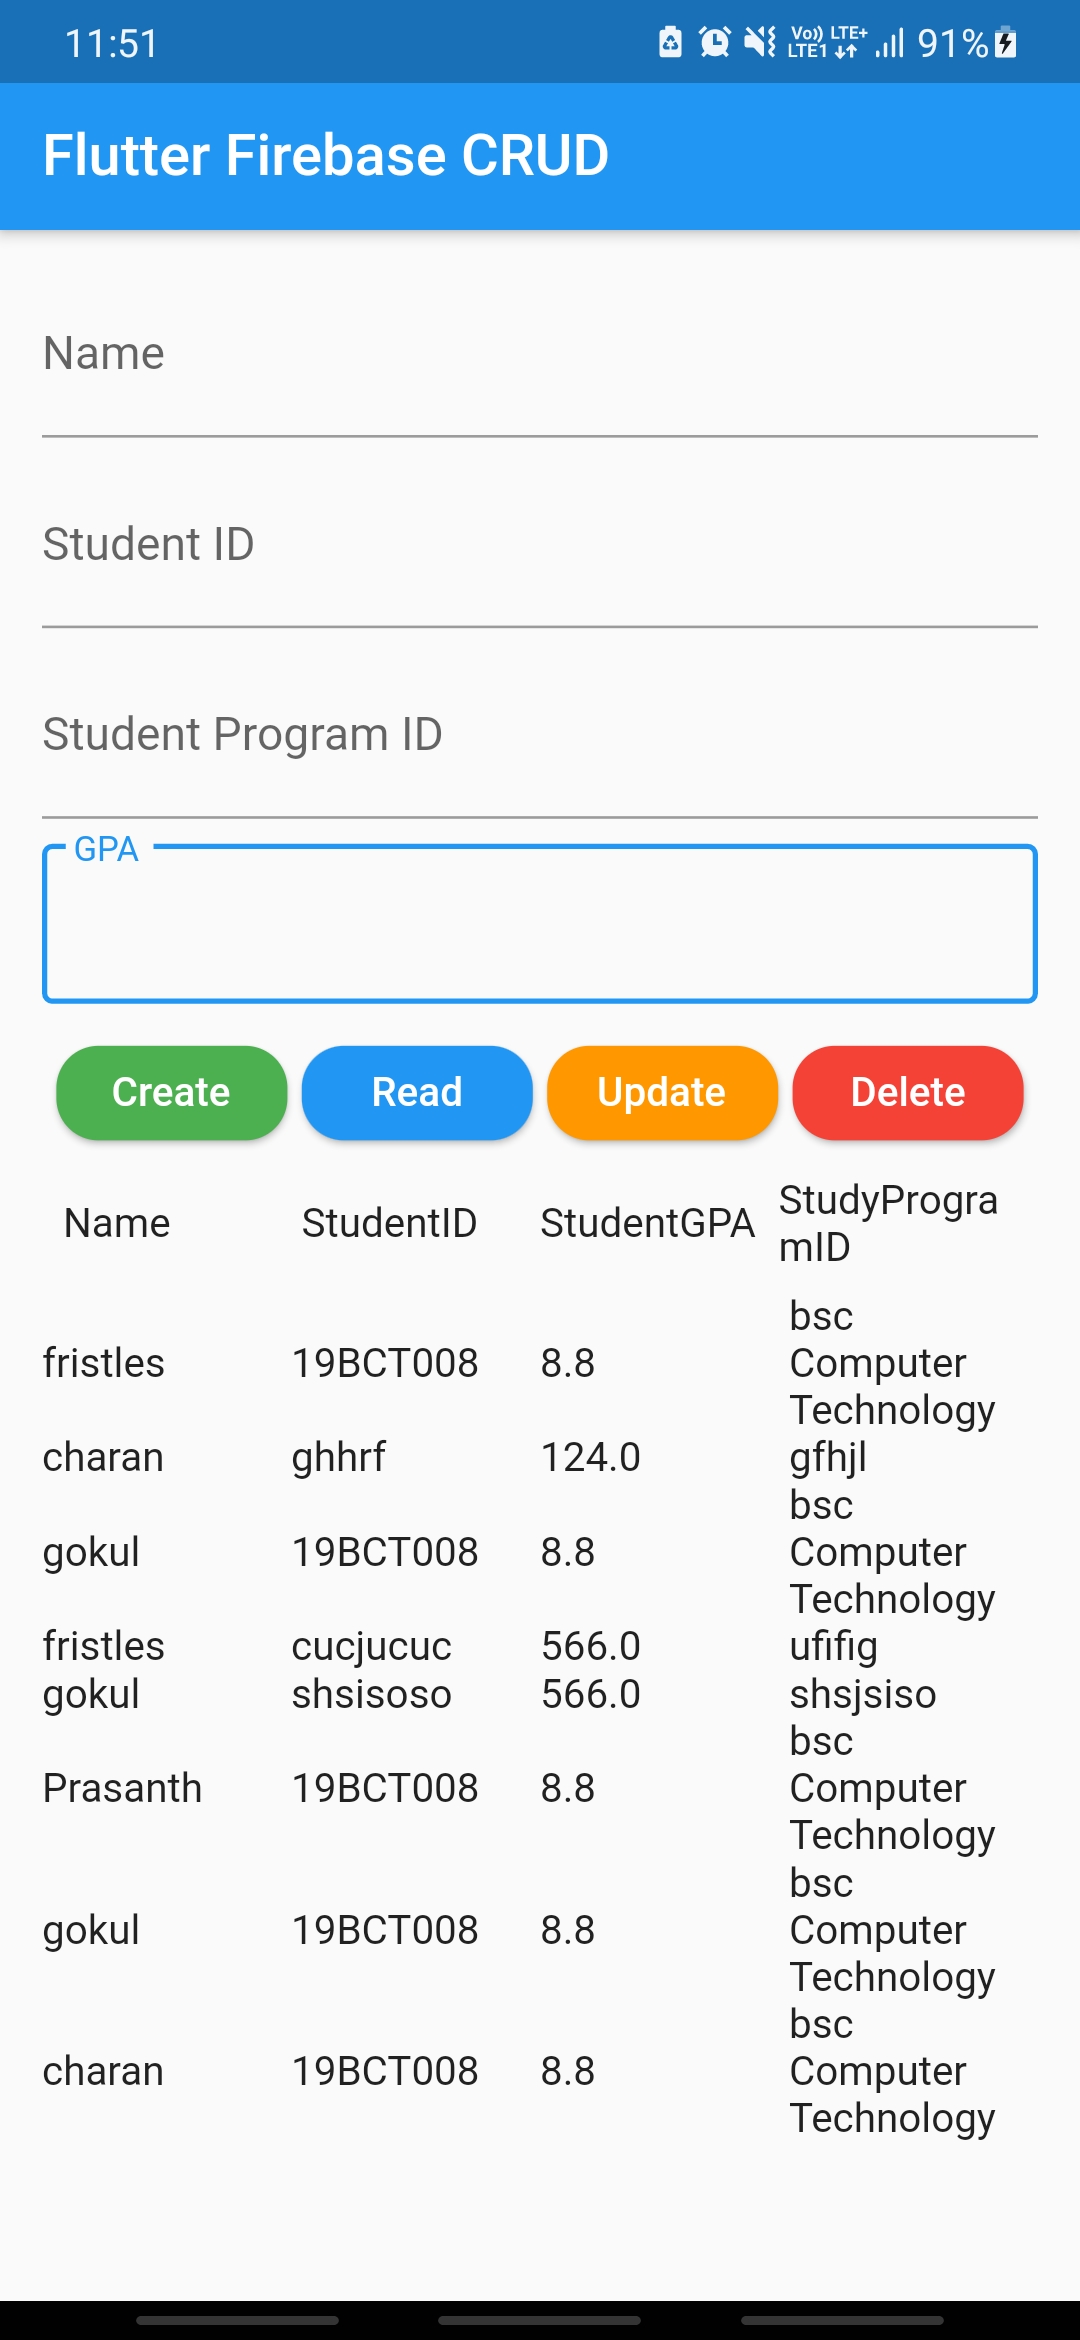 11:51 Vo)) LTE+ LTE1 91%
Flutter Firebase CRUD
Name
Student ID
Student Program ID
GPA
Create Read Update Delete
Name StudentID StudentGPA StudyProgra
mID
bsc
fristles 19BCT008 8.8 Computer
Technology
charan ghhrf 124.0 gfhjl
bsc
gokul 19BCT008 8.8 Computer
Technology
fristles cucjucuc 566.0 ufifig
gokul shsisoso 566.0 shsjsiso
bsc
Prasanth 19BCT008 8.8 Computer
Technology
bsc
gokul 19BCT008 8.8 Computer
Technology
bsc
charan 19BCT008 8.8 Computer
Technology